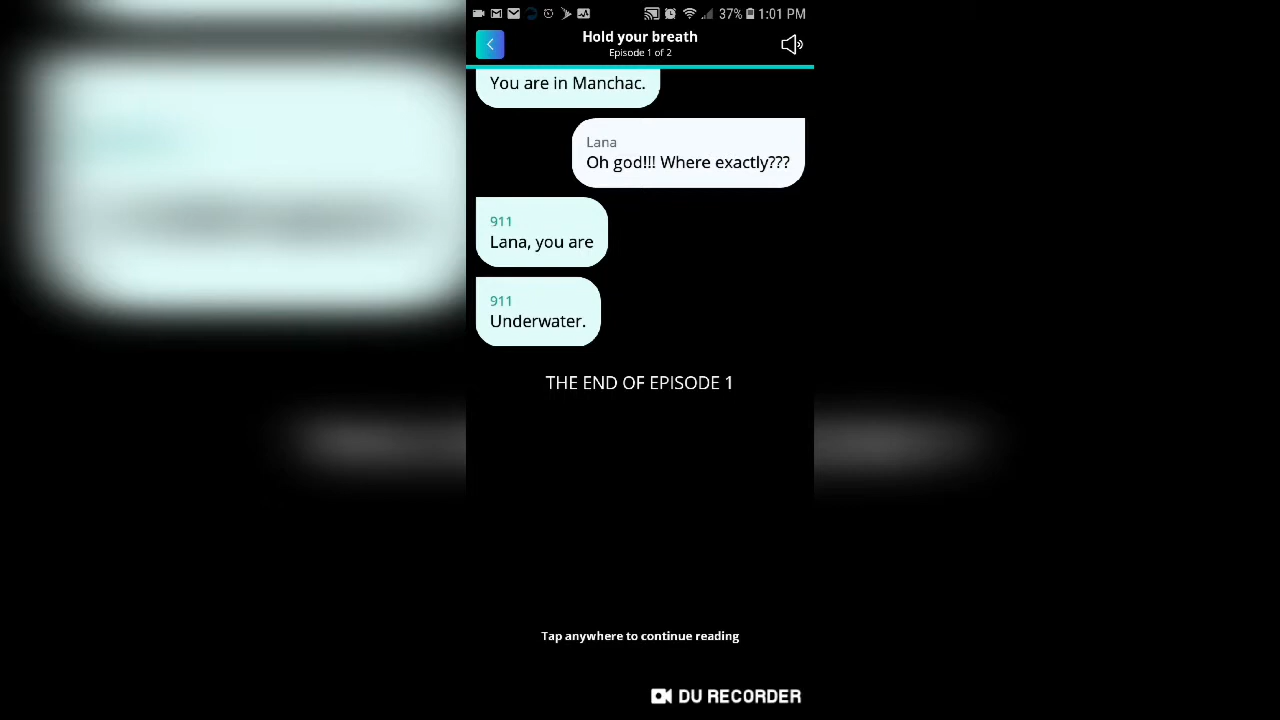 37% 1:01 PM
Hold your breath
Episode 1 of 2
You are in Manchac.
Lana
Oh god!!! Where exactly???
911
Lana, you are
911
Underwater.
THE END OF EPISODE 1
Tap anywhere to continue reading
DU RECORDER